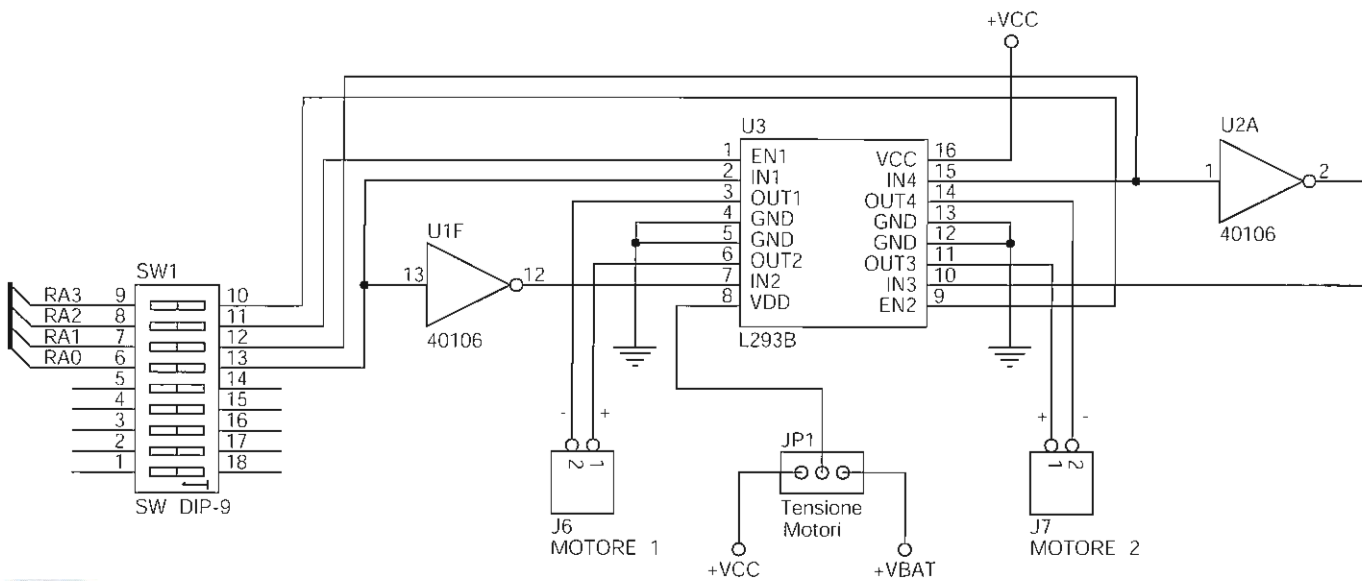 +VCC
U3
U2A
1 EN1 VCC 16
2 IN1 IN4 15
3 OUT1 OUT4 14
4 GND GND 13
5 GND GND 12
6 OUT2 OUT3 11
7 IN2 IN3 10
8 VDD EN2 9
L293B
1 2
40106
U1F
13 12
40106
SW1
RA3 9 10
RA2 8 11
RA1 7 12
RA0 6 13
5 14
4 15
3 16
2 17
1 18
SW DIP-9
- +
2 1
J6
MOTORE 1
JP1
Tensione
Motori
+VCC
+VBAT
+ -
1 2
J7
MOTORE 2